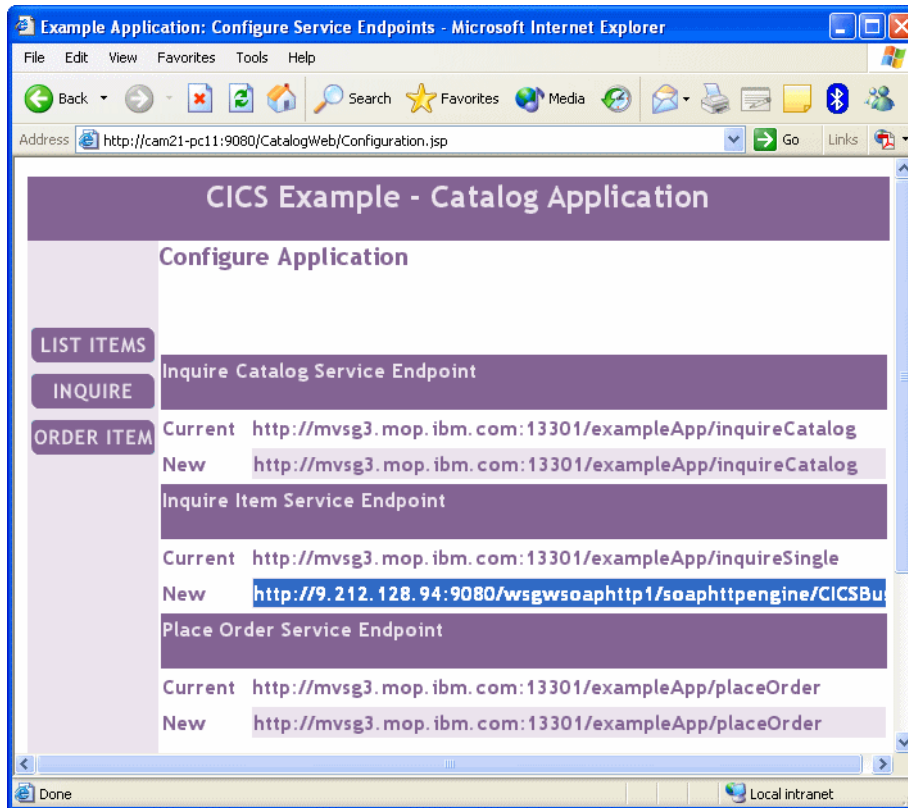 Example Application: Configure Service Endpoints - Microsoft Internet Explorer
File Edit View Favorites Tools Help
Back Search Favorites Media
Address http://cam21-pc11:9080/CatalogWeb/Configuration.jsp Go Links
CICS Example - Catalog Application
Configure Application
LIST ITEMS
INQUIRE
ORDER ITEM
Inquire Catalog Service Endpoint
Current http://mvsg3.mop.ibm.com:13301/exampleApp/inquireCatalog
New http://mvsg3.mop.ibm.com:13301/exampleApp/inquireCatalog
Inquire Item Service Endpoint
Current http://mvsg3.mop.ibm.com:13301/exampleApp/inquireSingle
New http://9.212.128.94:9080/wsgwsoaphttp1/soaphttpengine/CICSBus
Place Order Service Endpoint
Current http://mvsg3.mop.ibm.com:13301/exampleApp/placeOrder
New http://mvsg3.mop.ibm.com:13301/exampleApp/placeOrder
Done Local intranet